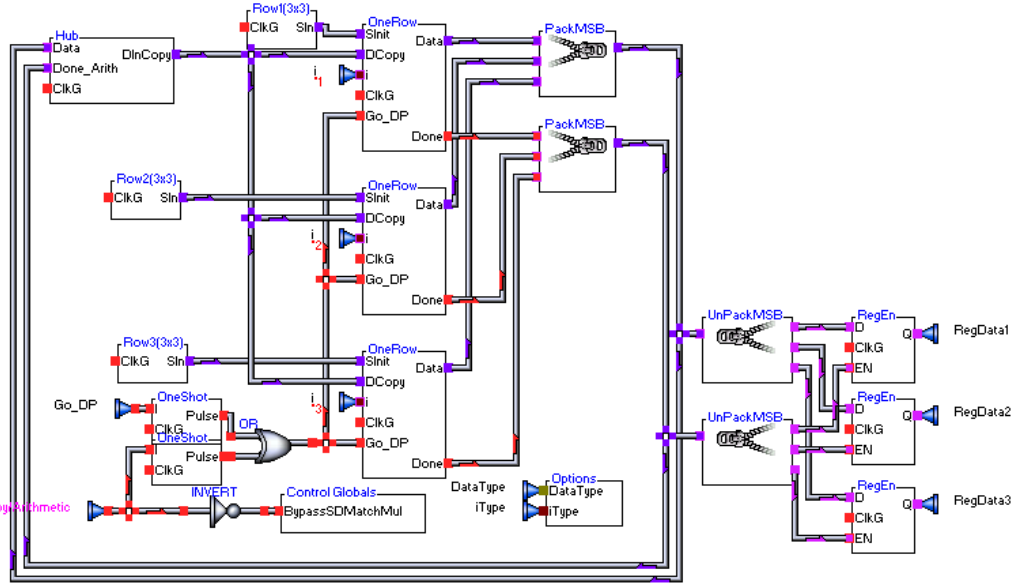 Row1(3x3)
ClkG SIn
Hub
Data
DInCopy
Done_Arith
ClkG
OneRow
SInit
Data
DCopy
i
i
1
ClkG
Go_DP
Done
PackMSB
PackMSB
Row2(3x3)
ClkG SIn
OneRow
SInit
Data
DCopy
i
i
2
ClkG
Go_DP
Done
Row3(3x3)
ClkG
SIn
OneRow
SInit
Data
DCopy
i
i
3
ClkG
Go_DP
Done
Go_DP
OneShot
I
Pulse
ClkG
OR
OneShot
I
Pulse
ClkG
Arithmetic
INVERT
Control Globals
BypassSDMatchMul
DataType
iType
Options
DataType
iType
UnPackMSB
UnPackMSB
RegEn
D
Q
ClkG
EN
RegData1
RegEn
D
Q
ClkG
EN
RegData2
RegEn
D
Q
ClkG
EN
RegData3